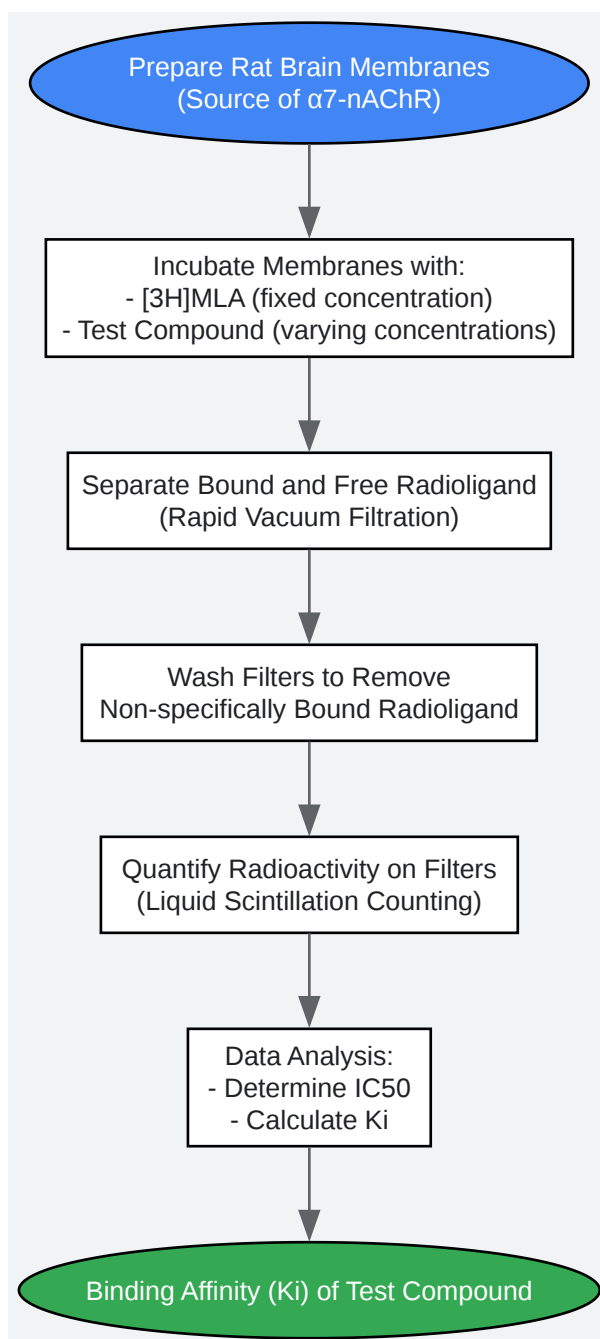 Prepare Rat Brain Membranes
(Source of α7-nAChR)
Incubate Membranes with:
- [3H]MLA (fixed concentration)
- Test Compound (varying concentrations)
Separate Bound and Free Radioligand
(Rapid Vacuum Filtration)
Wash Filters to Remove
Non-specifically Bound Radioligand
Quantify Radioactivity on Filters
(Liquid Scintillation Counting)
Data Analysis:
- Determine IC50
- Calculate Ki
Binding Affinity (Ki) of Test Compound